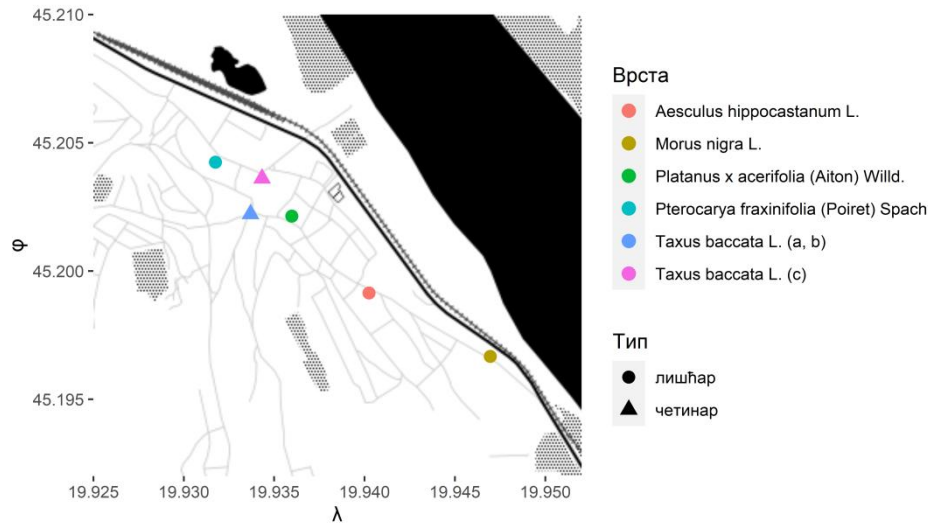 45.210
45.205
45.200
45.195
φ
19.925 19.930 19.935 19.940 19.945 19.950
λ
Врста
Aesculus hippocastanum L.
Morus nigra L.
Platanus x acerifolia (Aiton) Willd.
Pterocarya fraxinifolia (Poiret) Spach
Taxus baccata L. (a, b)
Taxus baccata L. (c)
Тип
лишћар
четинар